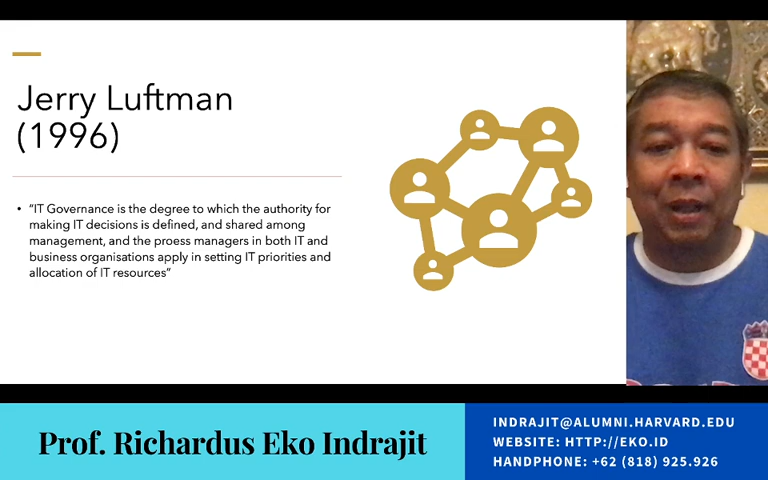 Jerry Luftman
(1996)
• “IT Governance is the degree to which the authority for
making IT decisions is defined, and shared among
management, and the proess managers in both IT and
business organisations apply in setting IT priorities and
allocation of IT resources”
Prof. Richardus Eko Indrajit
INDRAJIT@ALUMNI.HARVARD.EDU
WEBSITE: HTTP://EKO.ID
HANDPHONE: +62 (818) 925.926